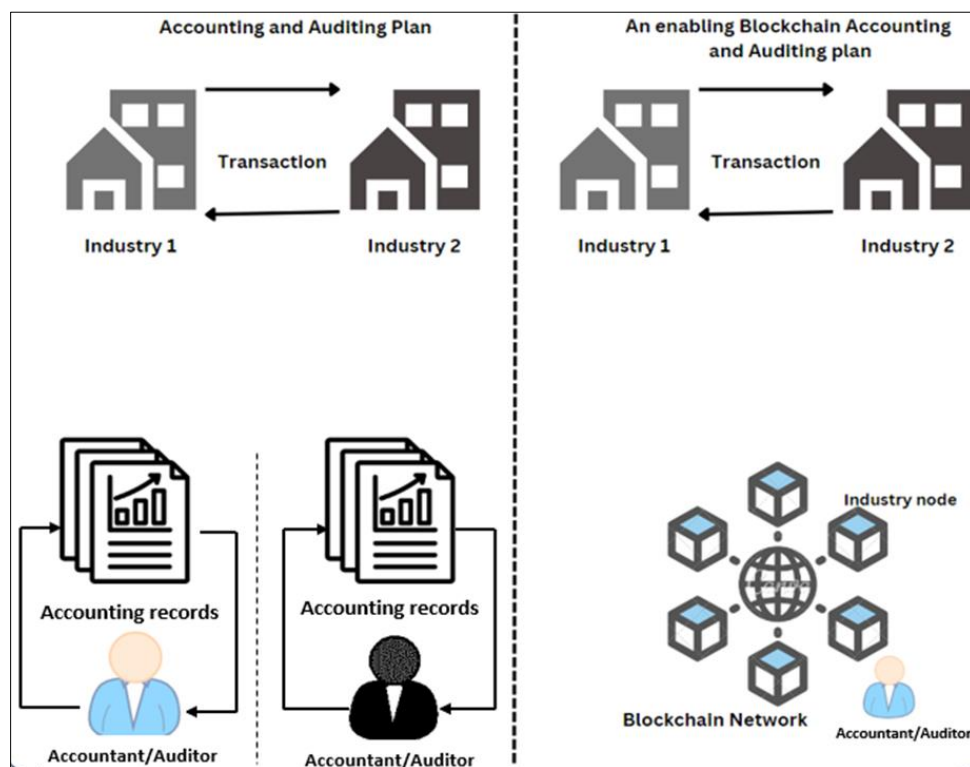 Accounting and Auditing Plan
Transaction
Industry 1
Industry 2
Accounting records
Accountant/Auditor
Accounting records
Accountant/Auditor
An enabling Blockchain Accounting
and Auditing plan
Transaction
Industry 1
Industry 2
Industry node
Blockchain Network
Accountant/Auditor